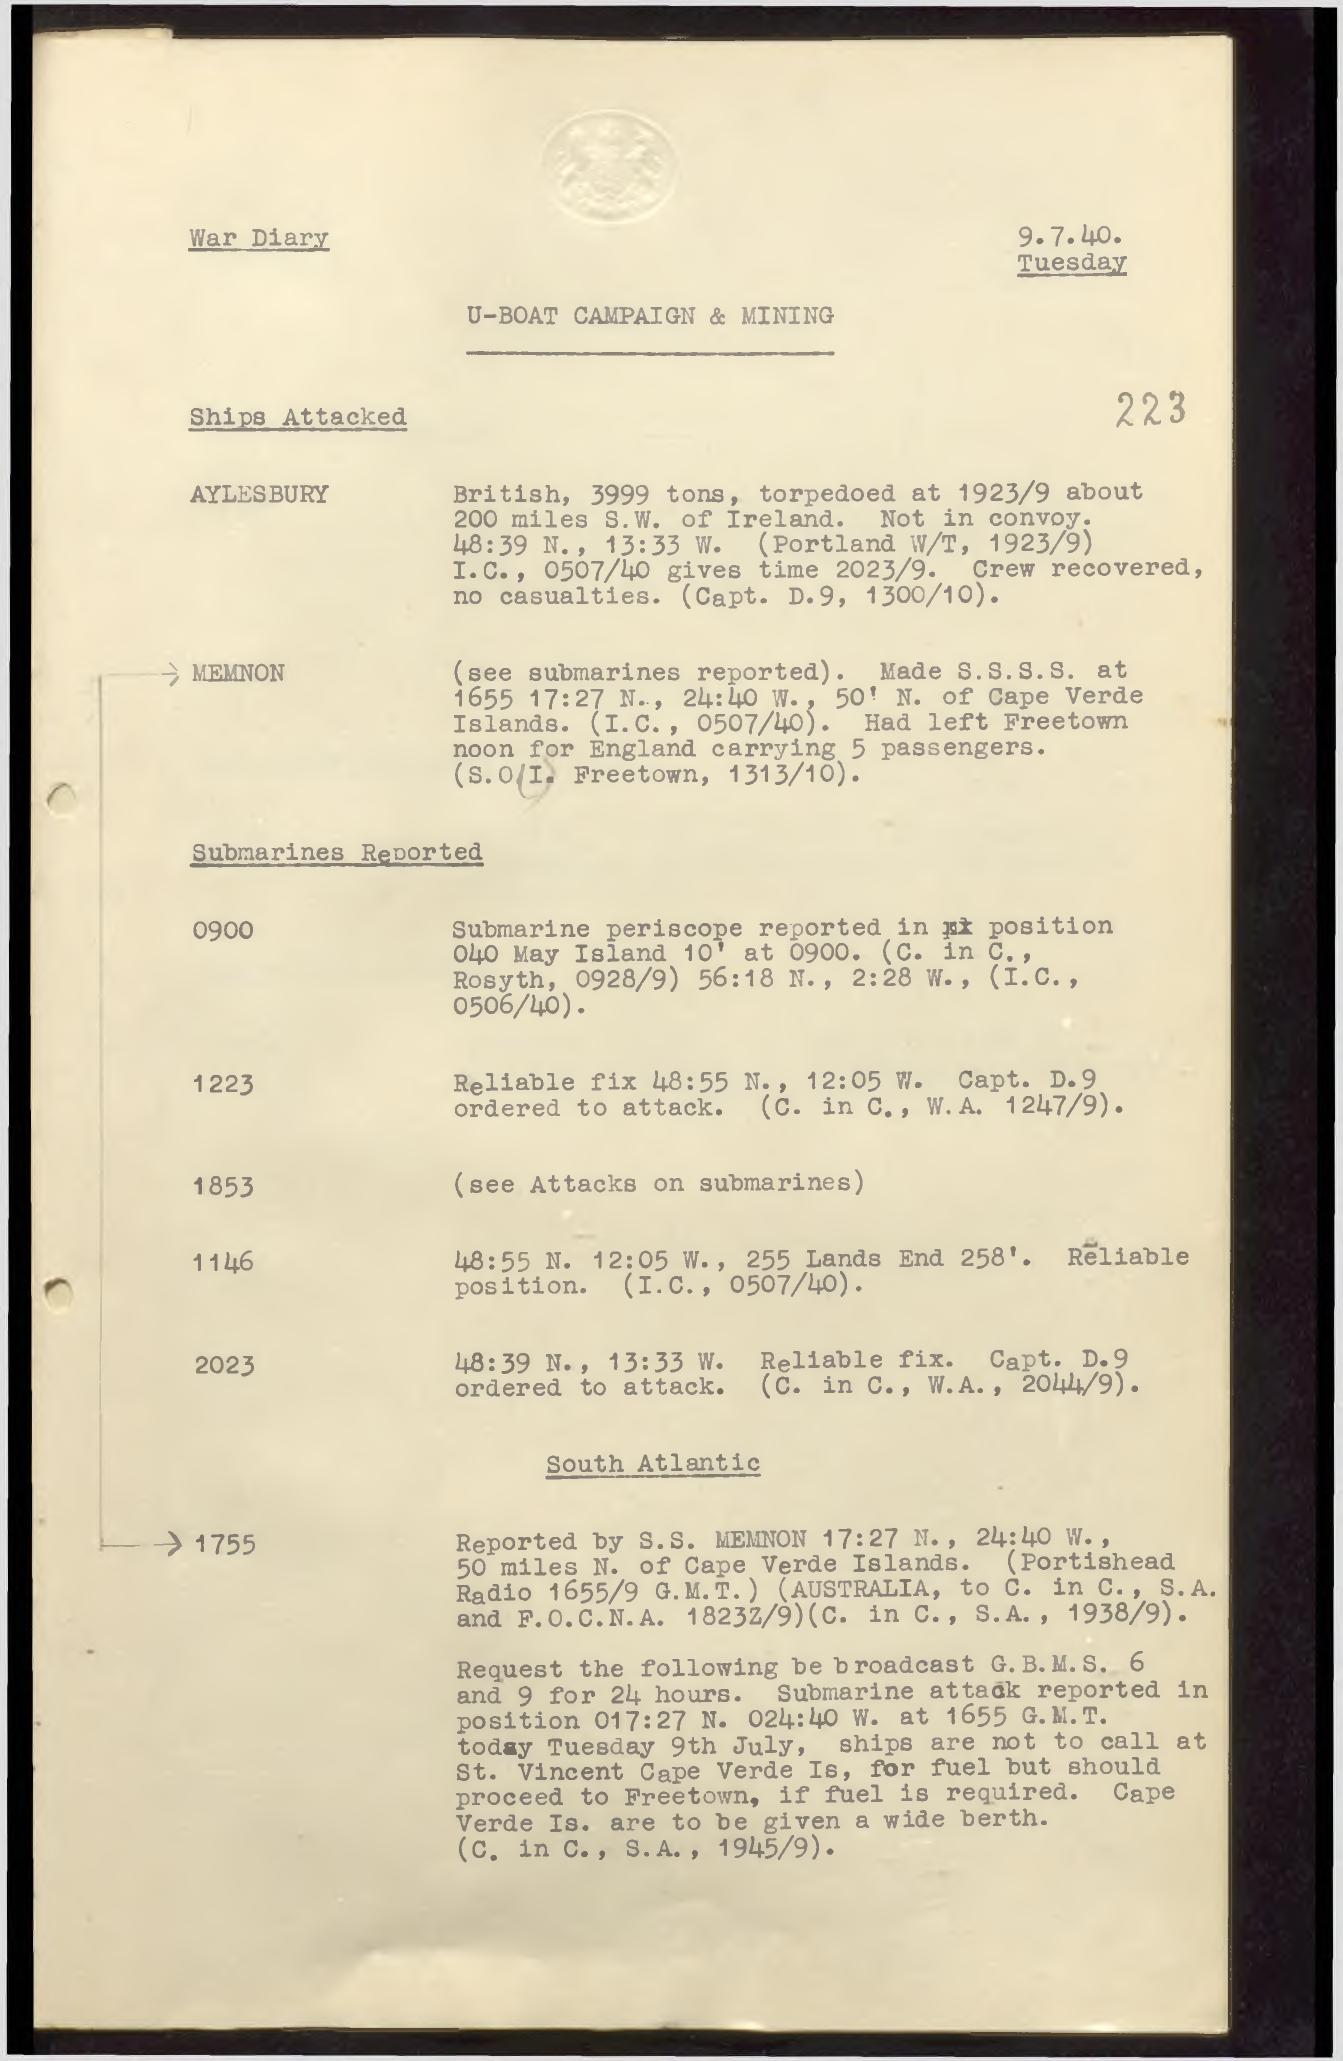 War Diary
9.7.40.
Tuesday
U-BOAT CAMPAIGN & MINING
Ships Attacked
223
AYLESBURY
British, 3999 tons, torpedoed at 1923/9 about
200 miles S.W. of Ireland. Not in convoy.
48:39 N., 13:33 W. (Portland W/T, 1923/9)
I.C., 0507/40 gives time 2023/9. Crew recovered,
no casualties. (Capt. D.9, 1300/10).
MEMNON
(see submarines reported). Made S.S.S.S. at
1655 17:27 N., 24:40 W., 50' N. of Cape Verde
Islands. (I.C., 0507/40). Had left Freetown
noon for England carrying 5 passengers.
(S.O(I) Freetown, 1313/10).
Submarines Reported
0900
Submarine periscope reported in position
040 May Island 10' at 0900. (C. in C.,
Rosyth, 0928/9) 56:18 N., 2:28 W., (I.C.,
0506/40).
1223
Reliable fix 48:55 N., 12:05 W. Capt. D.9
ordered to attack. (C. in C., W.A. 1247/9).
1853
(see Attacks on submarines)
1146
48:55 N. 12:05 W., 255 Lands End 258'. Reliable
position. (I.C., 0507/40).
2023
48:39 N., 13:33 W. Reliable fix. Capt. D.9
ordered to attack. (C. in C., W.A., 2044/9).
South Atlantic
1755
Reported by S.S. MEMNON 17:27 N., 24:40 W.,
50 miles N. of Cape Verde Islands. (Portishead
Radio 1655/9 G.M.T.) (AUSTRALIA, to C. in C., S.A.
and F.O.C.N.A. 1823Z/9)(C. in C., S.A., 1938/9).
Request the following be broadcast G.B.M.S. 6
and 9 for 24 hours. Submarine attack reported in
position 017:27 N. 024:40 W. at 1655 G.M.T.
today Tuesday 9th July, ships are not to call at
St. Vincent Cape Verde Is, for fuel but should
proceed to Freetown, if fuel is required. Cape
Verde Is. are to be given a wide berth.
(C. in C., S.A., 1945/9).